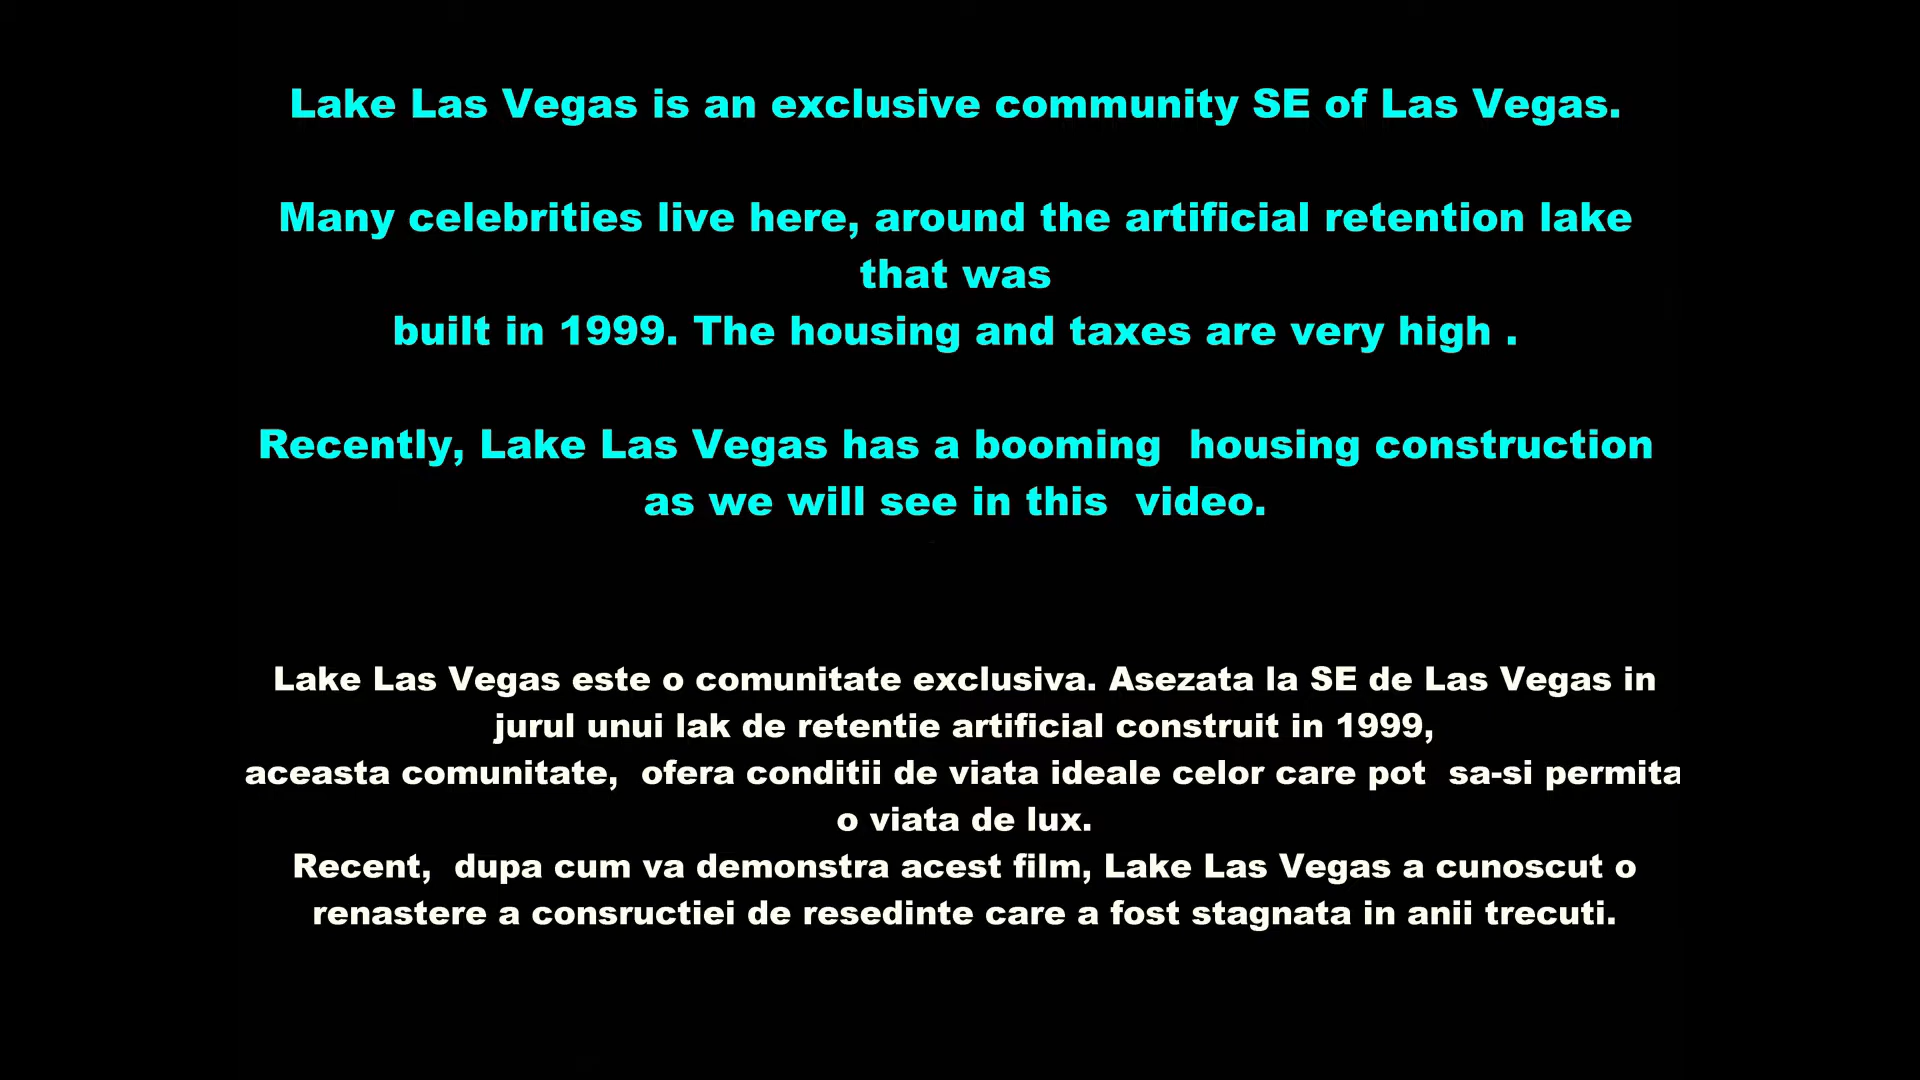 Lake Las Vegas is an exclusive community SE of Las Vegas.
Many celebrities live here, around the artificial retention lake
that was
built in 1999. The housing and taxes are very high .
Recently, Lake Las Vegas has a booming  housing construction
as we will see in this  video.
Lake Las Vegas este o comunitate exclusiva. Asezata la SE de Las Vegas in
jurul unui lak de retentie artificial construit in 1999,
aceasta comunitate,  ofera conditii de viata ideale celor care pot  sa-si permita
o viata de lux.
Recent,  dupa cum va demonstra acest film, Lake Las Vegas a cunoscut o
renastere a consructiei de resedinte care a fost stagnata in anii trecuti.